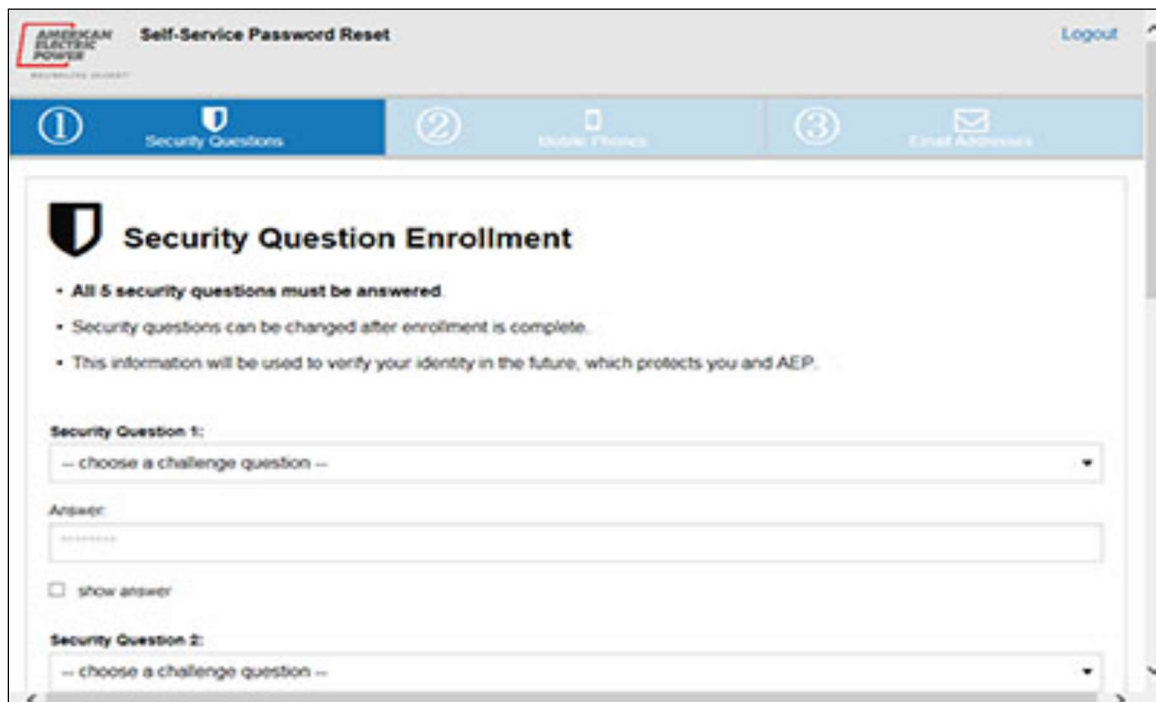 AMERICAN
ELECTRIC
POWER
Self-Service Password Reset
Logout
1
Security Questions
2
Mobile Phones
3
Email Addresses
Security Question Enrollment
• All 5 security questions must be answered.
• Security questions can be changed after enrollment is complete.
• This information will be used to verify your identity in the future, which protects you and AEP.
Security Question 1:
-- choose a challenge question --
Answer:
********
show answer
Security Question 2:
-- choose a challenge question --